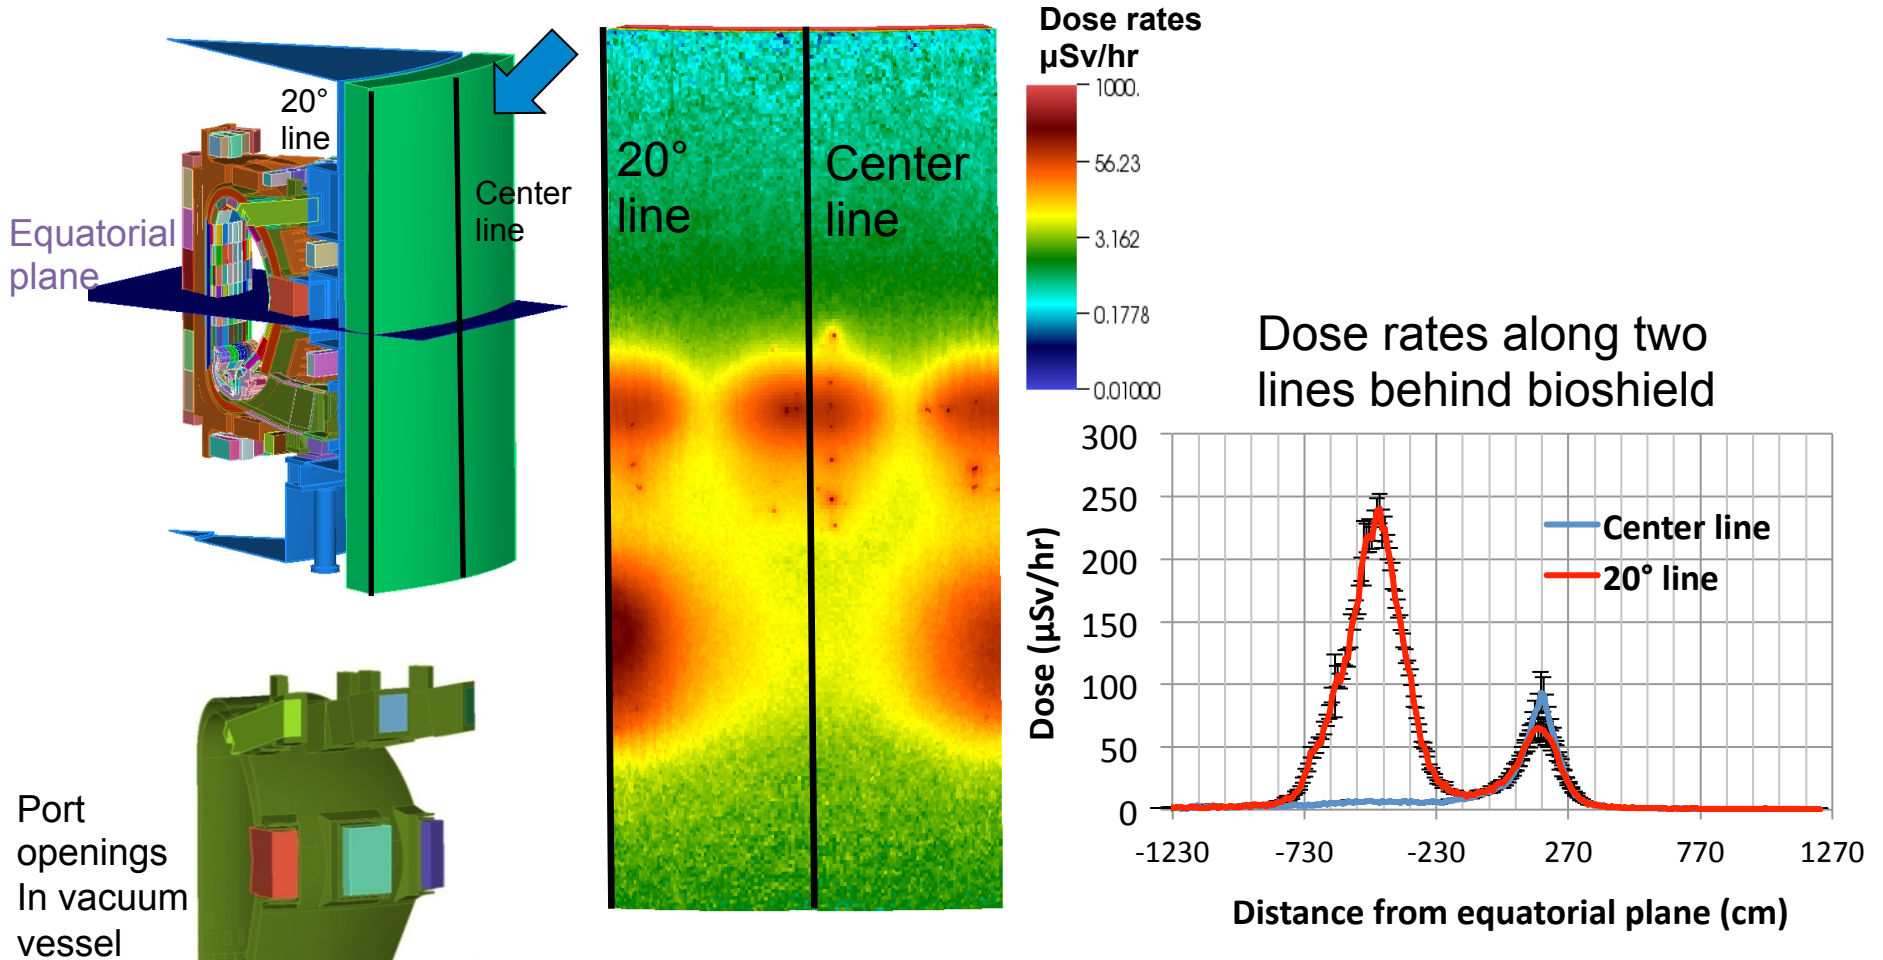 20°
line
Center
line
Equatorial
plane
Port
openings
In vacuum
vessel
20°
line
Center
line
Dose rates
µSv/hr
1000.
5623
3.162
0.1778
0.01000
Dose rates along two
lines behind bioshield
300
250
200
150
100
50
0
Dose (µSv/hr)
Center line
20° line
-1230
-730
-230
270
770
1270
Distance from equatorial plane (cm)